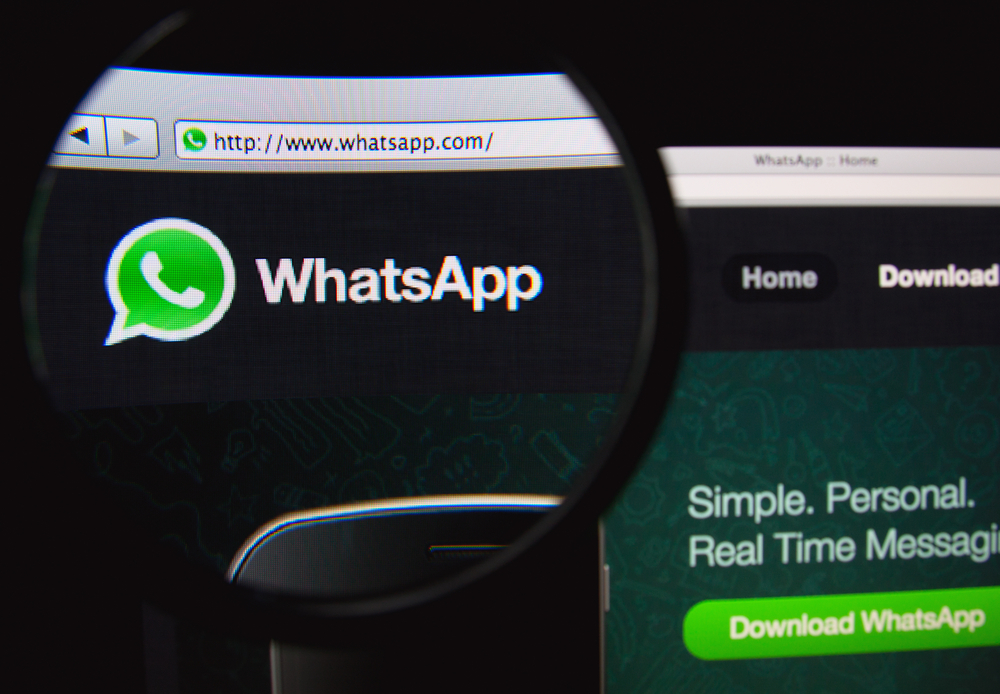 http://www.whatsapp.com/
WhatsApp
WhatsApp :: Home
Home
Download
Simple. Personal.
Real Time Messagi
Download WhatsApp